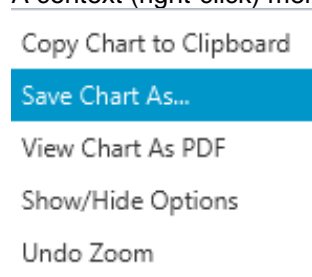 A context (right-click) men
Copy Chart to Clipboard
Save Chart As...
View Chart As PDF
Show/Hide Options
Undo Zoom